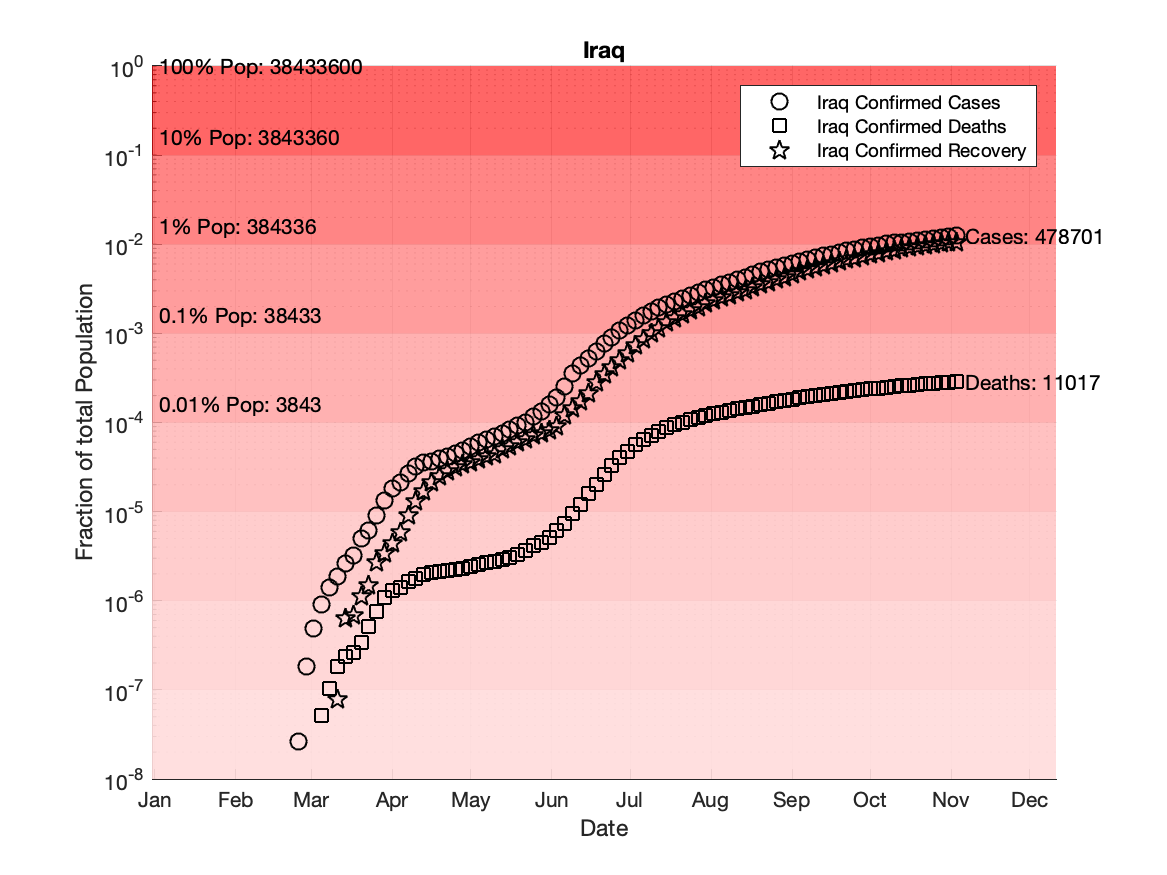 Iraq
10^0
100% Pop: 38433600
Iraq Confirmed Cases
Iraq Confirmed Deaths
Iraq Confirmed Recovery
10% Pop: 3843360
10^-1
1% Pop: 384336
10^-2
Cases: 478701
0.1% Pop: 38433
10^-3
Deaths: 11017
0.01% Pop: 3843
10^-4
10^-5
10^-6
10^-7
10^-8
Fraction of total Population
Jan Feb Mar Apr May Jun Jul Aug Sep Oct Nov Dec
Date